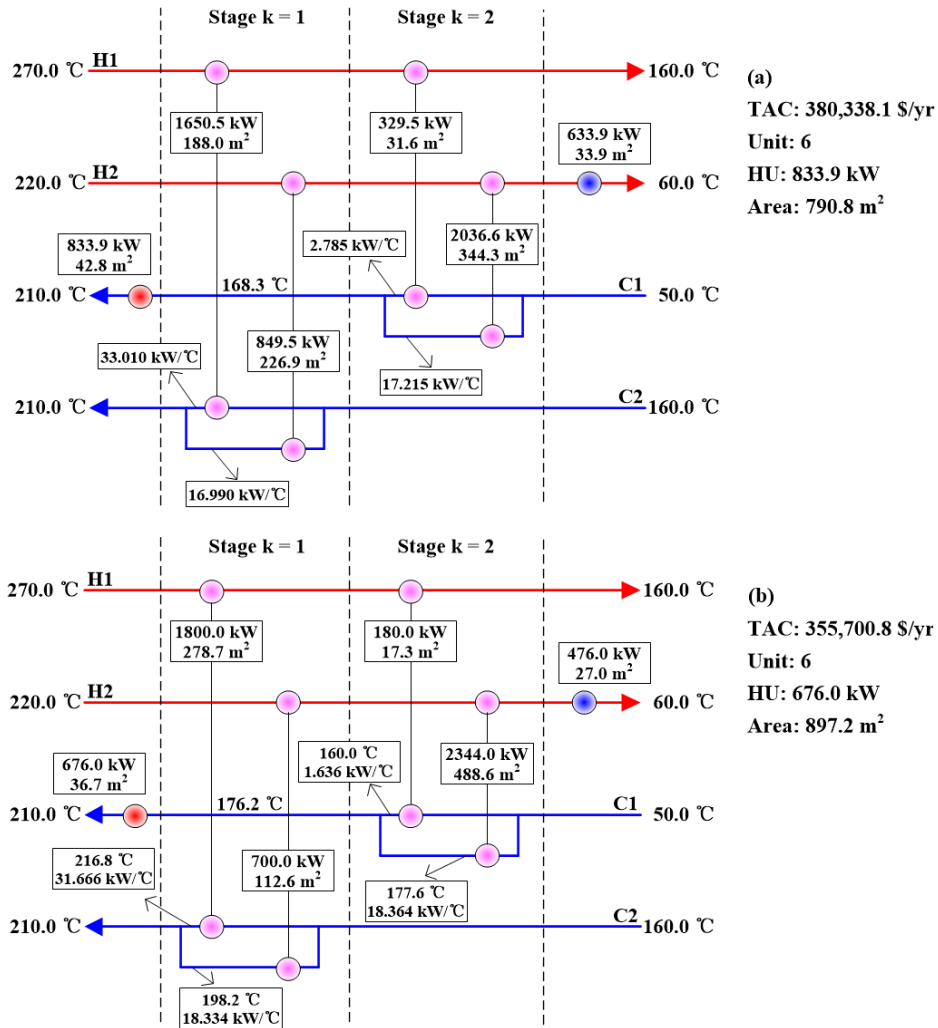 Stage k = 1
Stage k = 2
270.0 ℃
H1
160.0 ℃
1650.5 kW
188.0 m²
329.5 kW
31.6 m²
633.9 kW
33.9 m²
220.0 ℃
H2
60.0 ℃
833.9 kW
42.8 m²
2.785 kW/℃
2036.6 kW
344.3 m²
210.0 ℃
168.3 ℃
C1
50.0 ℃
33.010 kW/℃
849.5 kW
226.9 m²
17.215 kW/℃
210.0 ℃
C2
160.0 ℃
16.990 kW/℃
(a)
TAC: 380,338.1 $/yr
Unit: 6
HU: 833.9 kW
Area: 790.8 m²
Stage k = 1
Stage k = 2
270.0 ℃
H1
160.0 ℃
1800.0 kW
278.7 m²
180.0 kW
17.3 m²
476.0 kW
27.0 m²
220.0 ℃
H2
60.0 ℃
676.0 kW
36.7 m²
160.0 ℃
1.636 kW/℃
2344.0 kW
488.6 m²
210.0 ℃
176.2 ℃
C1
50.0 ℃
216.8 ℃
31.666 kW/℃
700.0 kW
112.6 m²
177.6 ℃
18.364 kW/℃
210.0 ℃
C2
160.0 ℃
198.2 ℃
18.334 kW/℃
(b)
TAC: 355,700.8 $/yr
Unit: 6
HU: 676.0 kW
Area: 897.2 m²